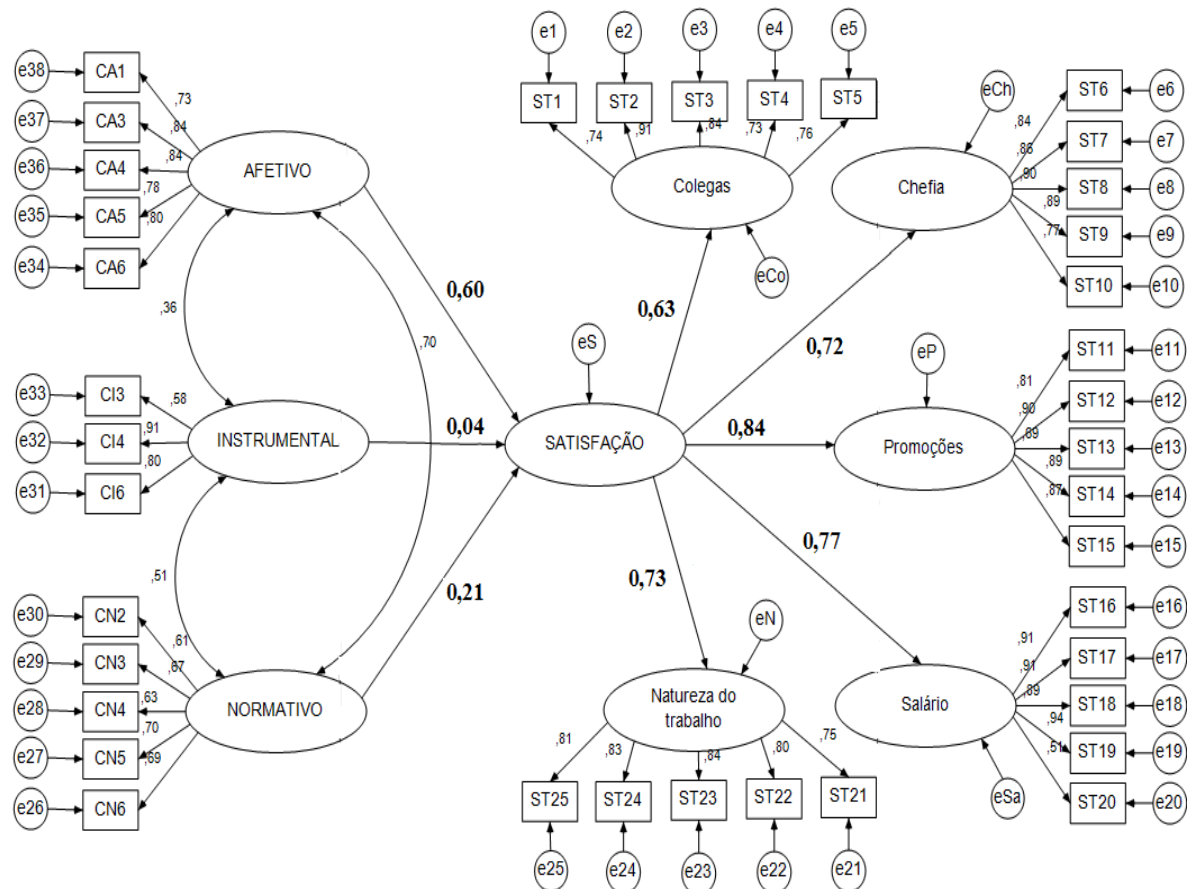 e38
CA1
,73
e37
CA3
,84
e36
CA4
,84
e35
CA5
,78
e34
CA6
,80
AFETIVO
,36
,70
e33
CI3
,58
e32
CI4
,91
e31
CI6
,80
INSTRUMENTAL
,51
e30
CN2
,61
e29
CN3
,67
e28
CN4
,63
e27
CN5
,70
e26
CN6
,69
NORMATIVO
0,60
0,04
0,21
eS
SATISFAÇÃO
0,63
0,72
0,84
0,77
0,73
e1
e2
e3
e4
e5
ST1
ST2
ST3
ST4
ST5
,74
,91
,84
,73
,76
Colegas
eCo
eCh
Chefia
,84
ST6
e6
,86
ST7
e7
,90
ST8
e8
,89
ST9
e9
,77
ST10
e10
eP
Promoções
,81
ST11
e11
,90
ST12
e12
,89
ST13
e13
,89
ST14
e14
,87
ST15
e15
Salário
eSa
,91
ST16
e16
,91
ST17
e17
,89
ST18
e18
,94
ST19
e19
,51
ST20
e20
eN
Natureza do
trabalho
,81
,83
,84
,80
,75
ST25
ST24
ST23
ST22
ST21
e25
e24
e23
e22
e21